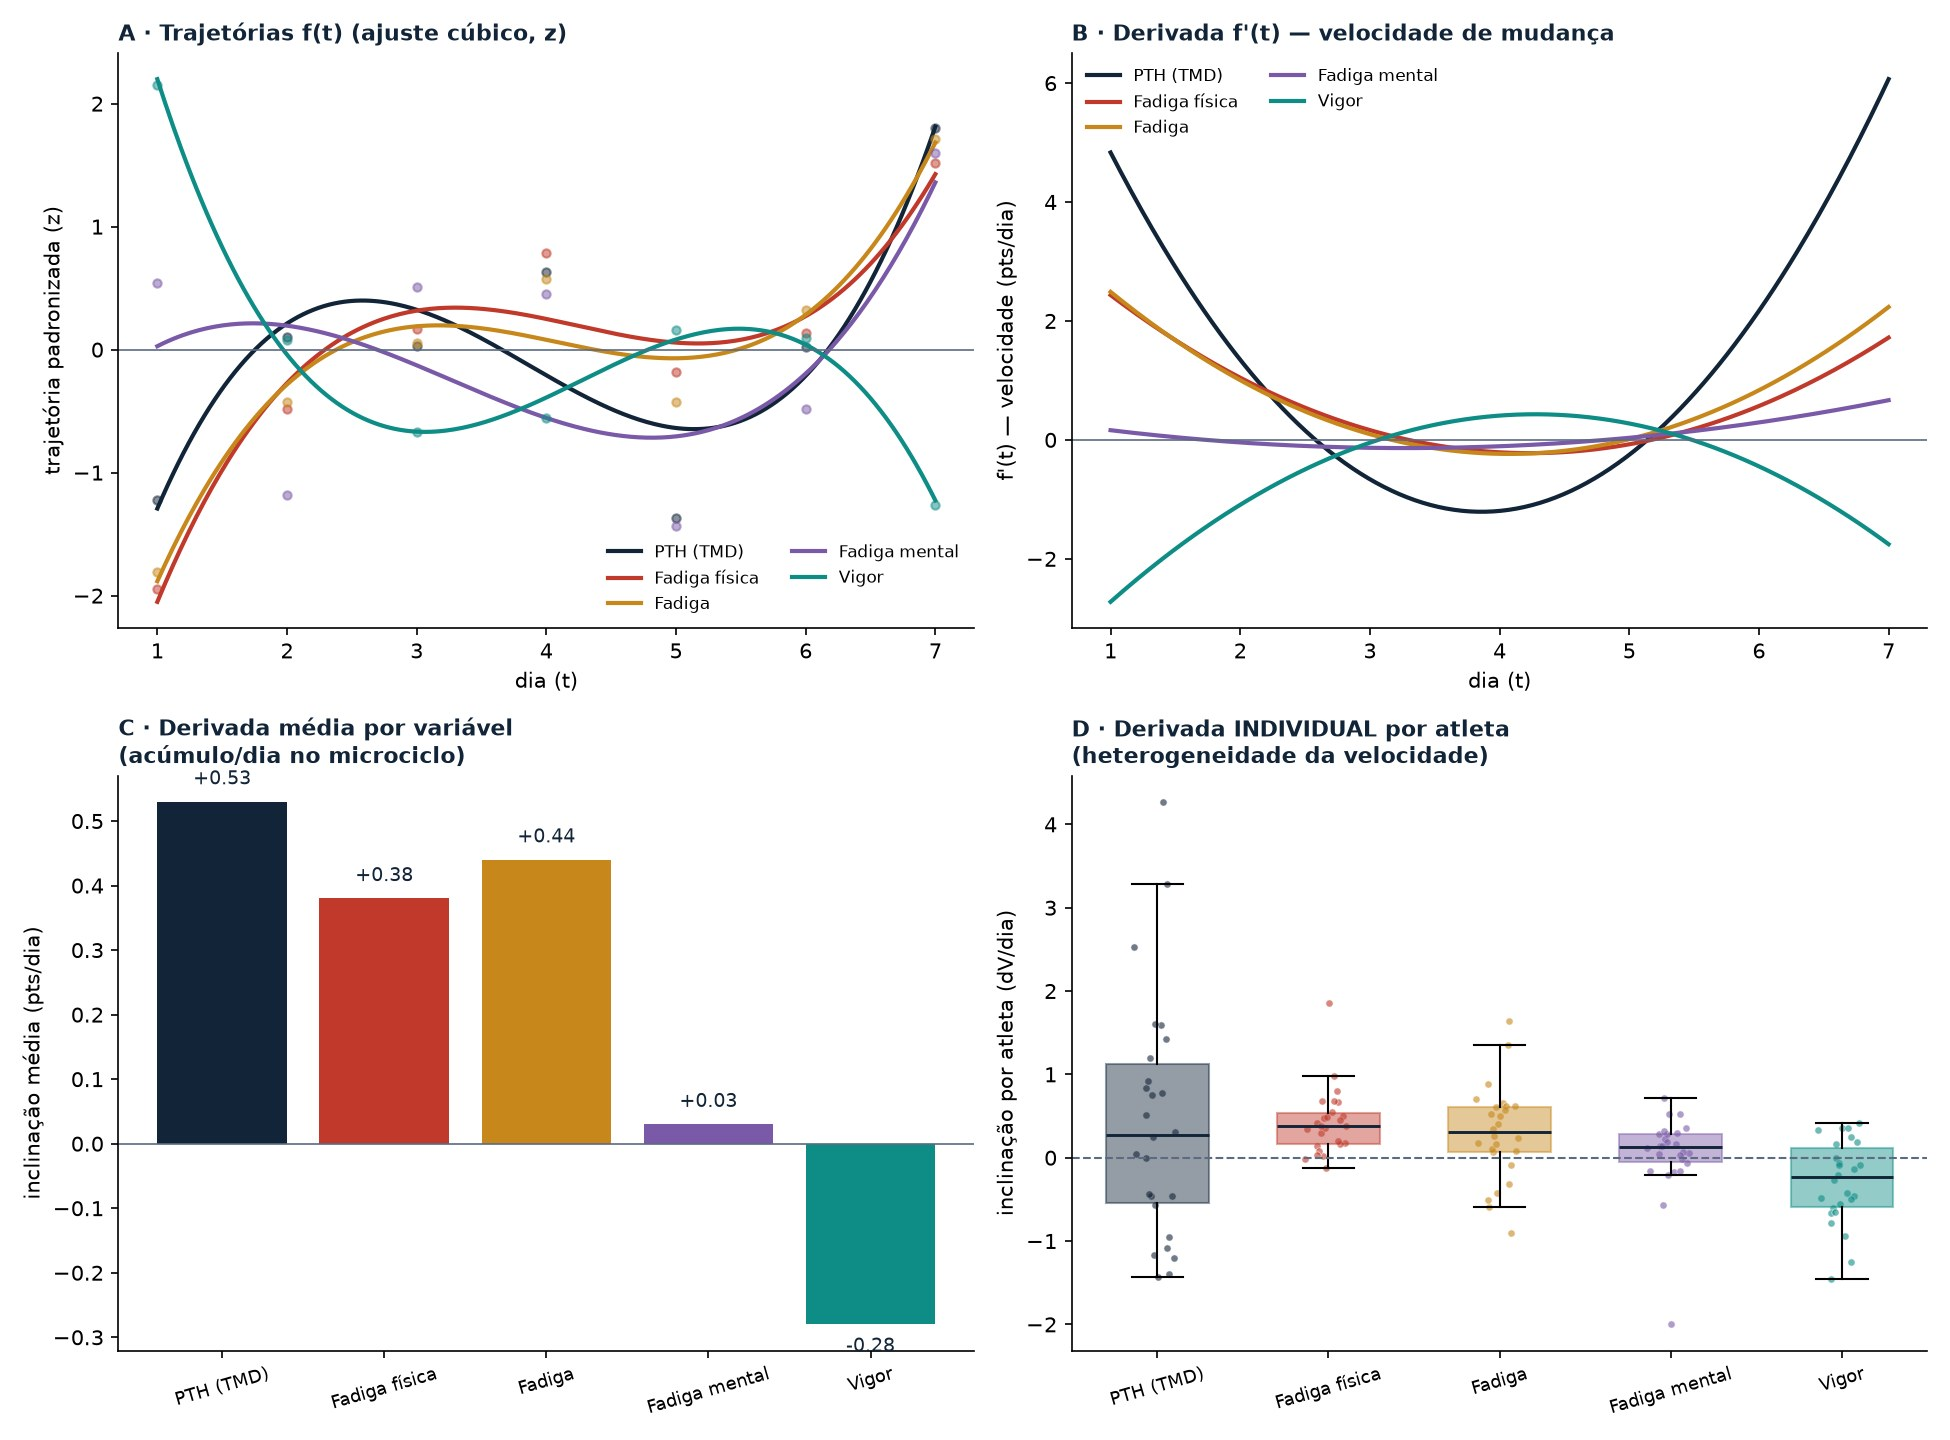 A · Trajetórias f(t) (ajuste cúbico, z)
trajetória padronizada (z)
2
1
0
−1
−2
PTH (TMD)
Fadiga física
Fadiga
Fadiga mental
Vigor
1 2 3 4 5 6 7
dia (t)
B · Derivada f'(t) — velocidade de mudança
f'(t) — velocidade (pts/dia)
6
4
2
0
−2
PTH (TMD)
Fadiga física
Fadiga
Fadiga mental
Vigor
1 2 3 4 5 6 7
dia (t)
C · Derivada média por variável
(acúmulo/dia no microciclo)
inclinação média (pts/dia)
0.5
0.4
0.3
0.2
0.1
0.0
−0.1
−0.2
−0.3
+0.53
+0.38
+0.44
+0.03
-0.28
PTH (TMD)
Fadiga física
Fadiga
Fadiga mental
Vigor
D · Derivada INDIVIDUAL por atleta
(heterogeneidade da velocidade)
inclinação por atleta (dV/dia)
4
3
2
1
0
−1
−2
PTH (TMD)
Fadiga física
Fadiga
Fadiga mental
Vigor